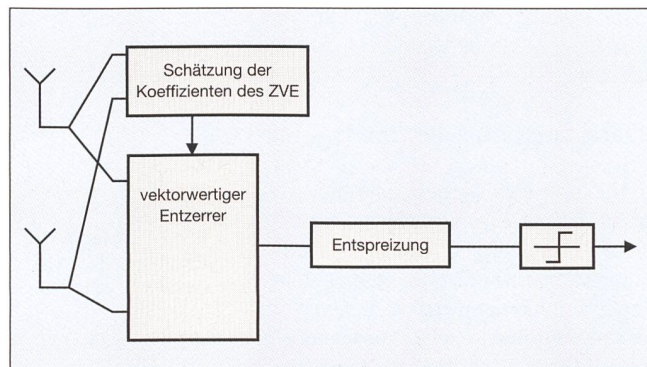 Schätzung der
Koeffizienten des ZVE
vektorwertiger
Entzerrer
Entspreizung